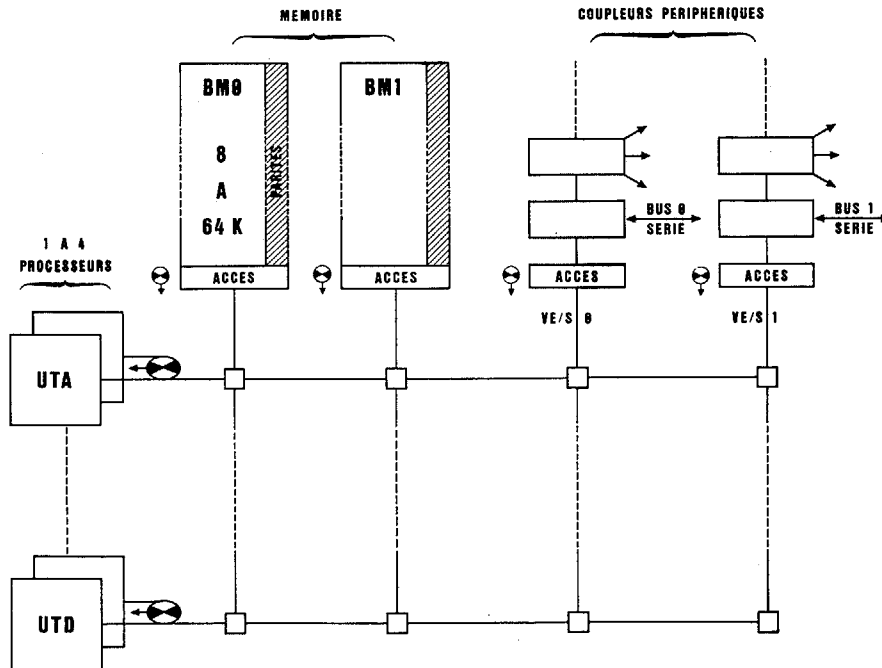 MEMOIRE
COUPLEURS PERIPHERIQUES
BM0
BM1
8
A
64 K
PARITES
BUS 0
SERIE
BUS 1
SERIE
1 A 4
PROCESSEURS
ACCES
ACCES
ACCES
ACCES
VE/S 0
VE/S 1
UTA
UTD